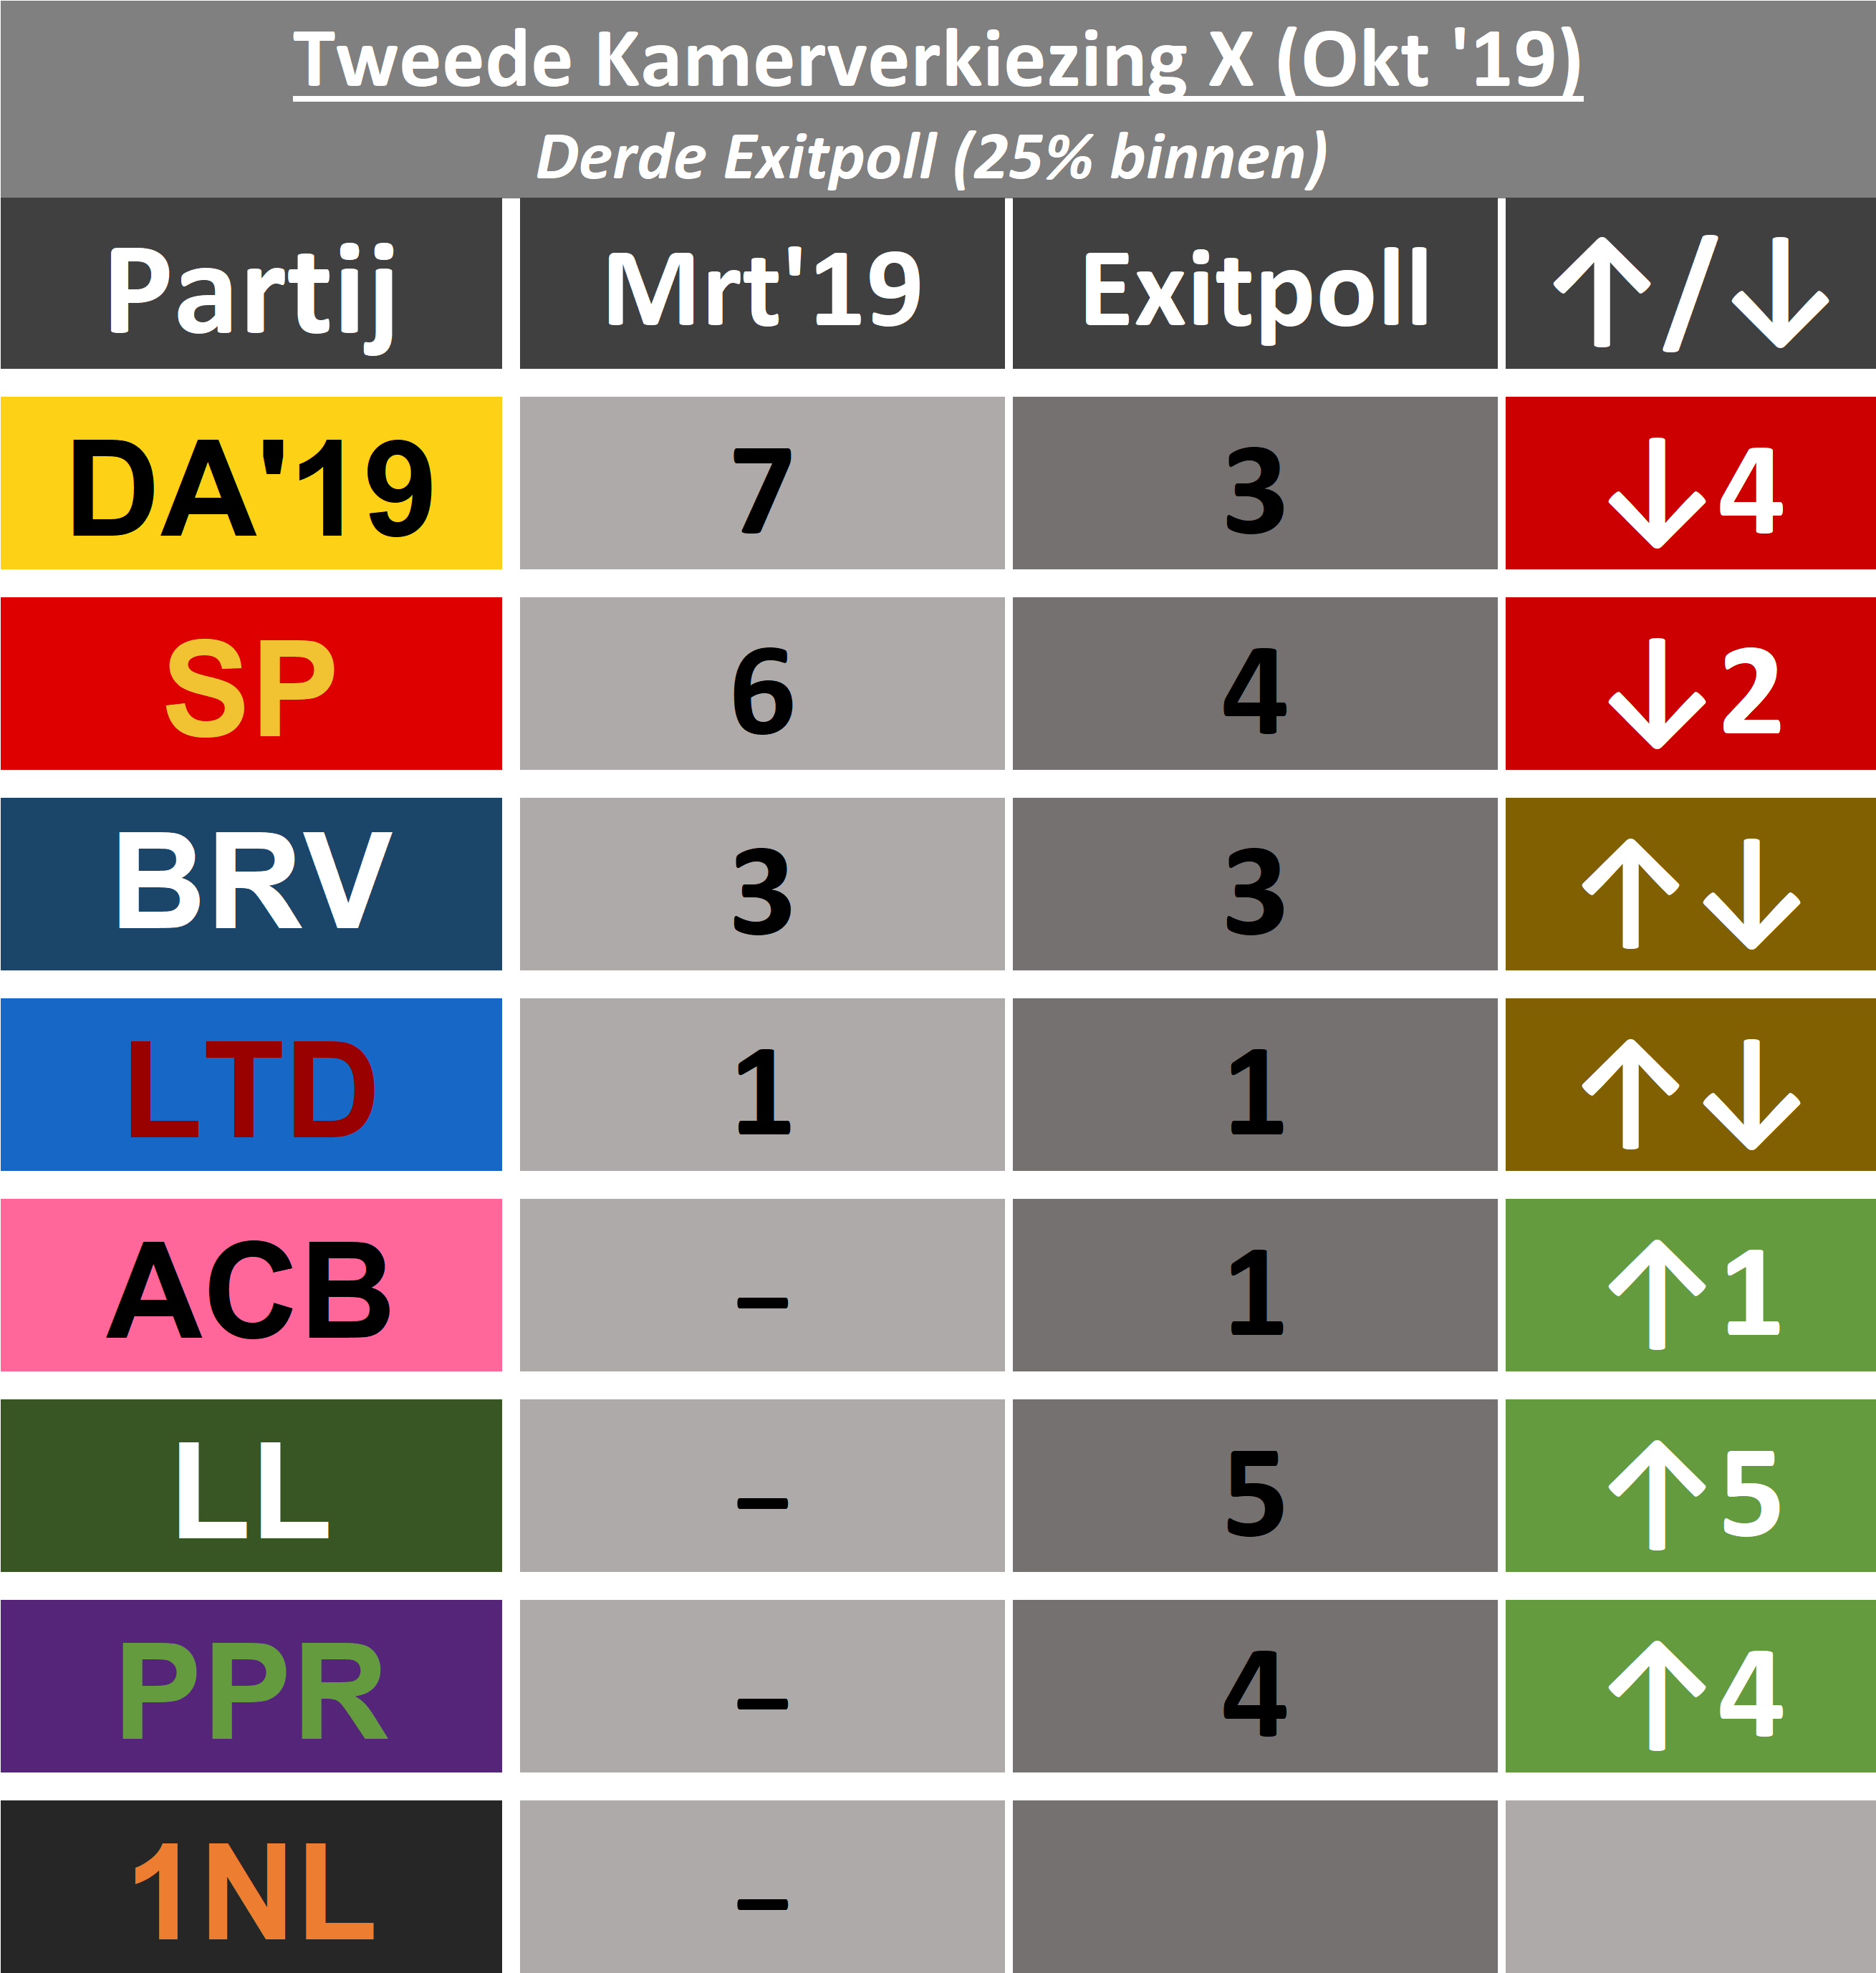 Tweede Kamerverkiezing X (Okt '19)
Derde Exitpoll (25% binnen)
Partij Mrt'19 Exitpoll ↑/↓
DA'19 7 3 ↓4
SP 6 4 ↓2
BRV 3 3 ↑↓
LTD 1 1 ↑↓
ACB – 1 ↑1
LL – 5 ↑5
PPR – 4 ↑4
1NL –